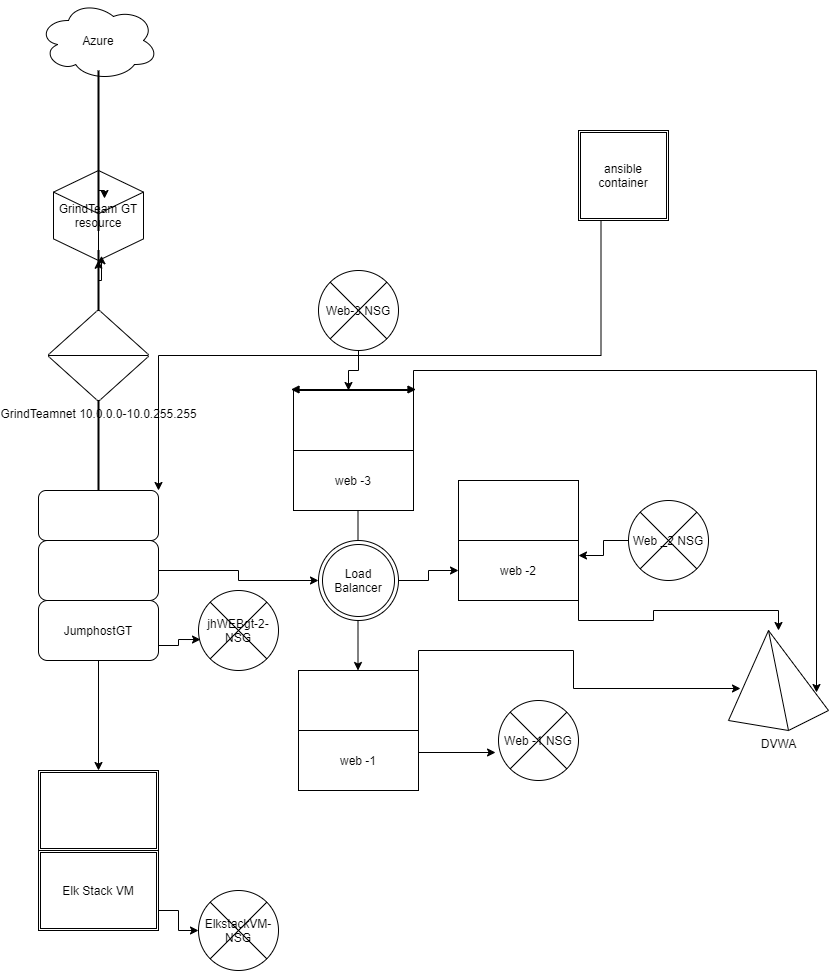 Azure
ansible
container
GrindTeam GT
resource
Web-3 NSG
GrindTeamnet 10.0.0.0-10.0.255.255
web -3
Web _2 NSG
web -2
Load
Balancer
jhWEBgt-2-
NSG
JumphostGT
Web -1 NSG
DVWA
web -1
Elk Stack VM
ElkstackVM-
NSG